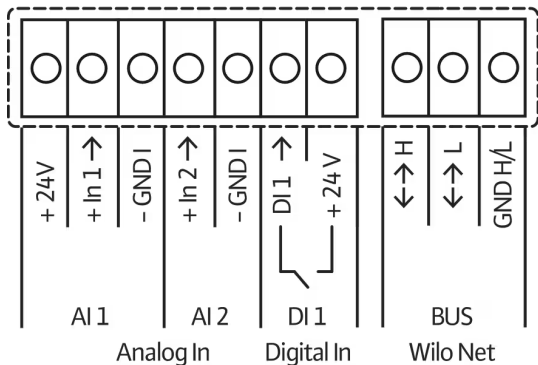 + 24V
+ In 1 →
– GND I
+ In 2 →
– GND I
DI 1 →
+ 24 V
↔ H
↔ L
GND H/L
AI 1 AI 2 DI 1 BUS
Analog In Digital In Wilo Net